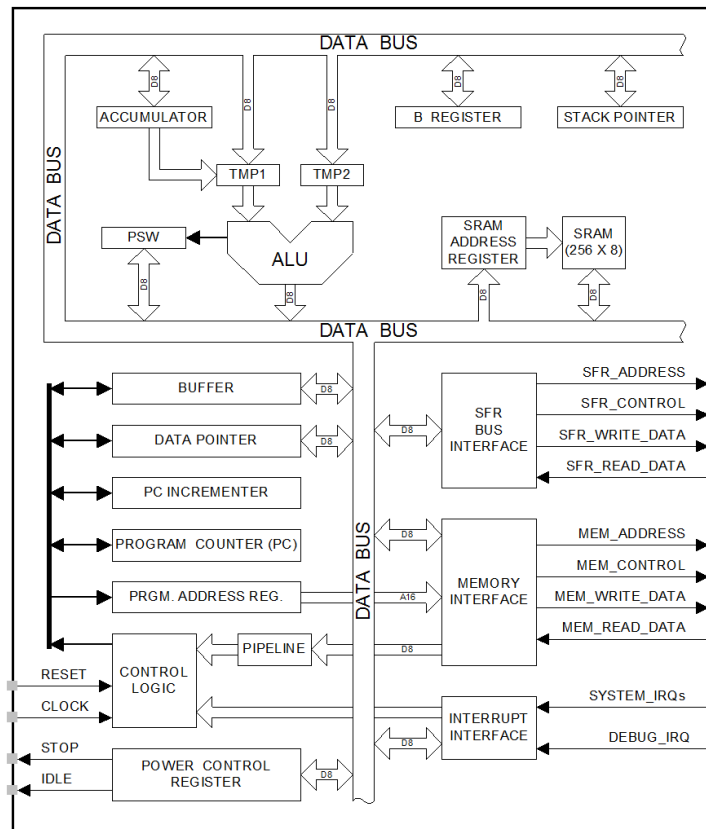 DATA BUS
D8
D8
D8
D8
D8
ACCUMULATOR
B REGISTER
STACK POINTER
DATA BUS
TMP1
TMP2
PSW
ALU
SRAM
ADDRESS
REGISTER
SRAM
(256 X 8)
D8
D8
D8
D8
DATA BUS
BUFFER
D8
DATA POINTER
D8
PC INCREMENTER
PROGRAM COUNTER (PC)
PRGM. ADDRESS REG.
A16
DATA BUS
D8
SFR
BUS
INTERFACE
SFR_ADDRESS
SFR_CONTROL
SFR_WRITE_DATA
SFR_READ_DATA
D8
MEMORY
INTERFACE
MEM_ADDRESS
MEM_CONTROL
MEM_WRITE_DATA
MEM_READ_DATA
CONTROL
LOGIC
PIPELINE
D8
RESET
CLOCK
INTERRUPT
INTERFACE
D8
SYSTEM_IRQs
DEBUG_IRQ
STOP
IDLE
POWER CONTROL
REGISTER
D8